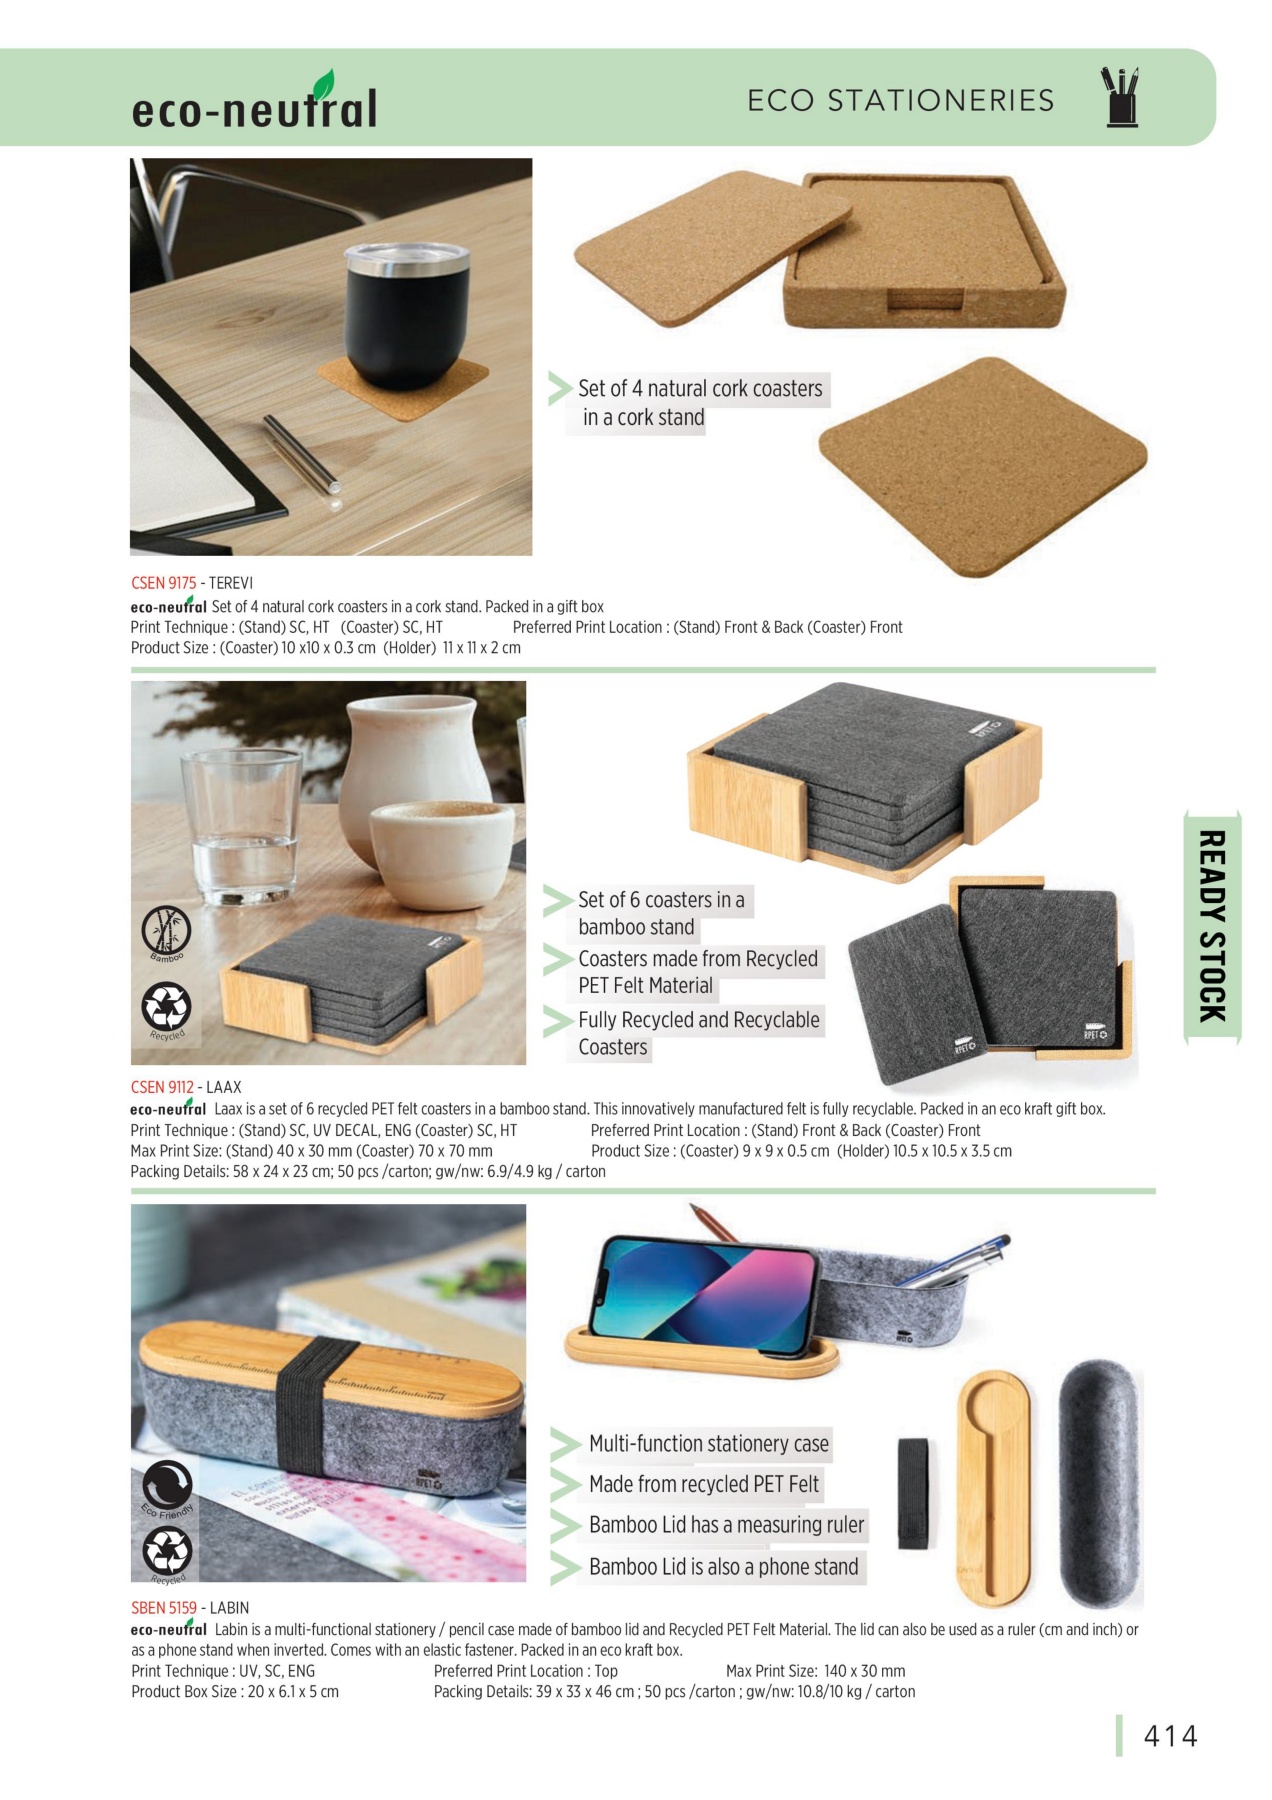 eco-neutral
ECO STATIONERIES
Set of 4 natural cork coasters
in a cork stand
CSEN 9175 - TEREVI
eco-neutral Set of 4 natural cork coasters in a cork stand. Packed in a gift box
Print Technique : (Stand) SC, HT (Coaster) SC, HT Preferred Print Location : (Stand) Front & Back (Coaster) Front
Product Size : (Coaster) 10 x10 x 0.3 cm (Holder) 11 x 11 x 2 cm
RPET
Set of 6 coasters in a
bamboo stand
Coasters made from Recycled
PET Felt Material
Fully Recycled and Recyclable
Coasters
Bamboo
Recycled
RPET
RPET
RPET
READY STOCK
CSEN 9112 - LAAX
eco-neutral Laax is a set of 6 recycled PET felt coasters in a bamboo stand. This innovatively manufactured felt is fully recyclable. Packed in an eco kraft gift box.
Print Technique : (Stand) SC, UV DECAL, ENG (Coaster) SC, HT Preferred Print Location : (Stand) Front & Back (Coaster) Front
Max Print Size: (Stand) 40 x 30 mm (Coaster) 70 x 70 mm Product Size : (Coaster) 9 x 9 x 0.5 cm (Holder) 10.5 x 10.5 x 3.5 cm
Packing Details: 58 x 24 x 23 cm; 50 pcs /carton; gw/nw: 6.9/4.9 kg / carton
RPET
RPET
Multi-function stationery case
Made from recycled PET Felt
Bamboo Lid has a measuring ruler
Bamboo Lid is also a phone stand
Eco Friendly
Recycled
SBEN 5159 - LABIN
eco-neutral Labin is a multi-functional stationery / pencil case made of bamboo lid and Recycled PET Felt Material. The lid can also be used as a ruler (cm and inch) or
as a phone stand when inverted. Comes with an elastic fastener. Packed in an eco kraft box.
Print Technique : UV, SC, ENG Preferred Print Location : Top Max Print Size: 140 x 30 mm
Product Box Size : 20 x 6.1 x 5 cm Packing Details: 39 x 33 x 46 cm ; 50 pcs /carton ; gw/nw: 10.8/10 kg / carton
414